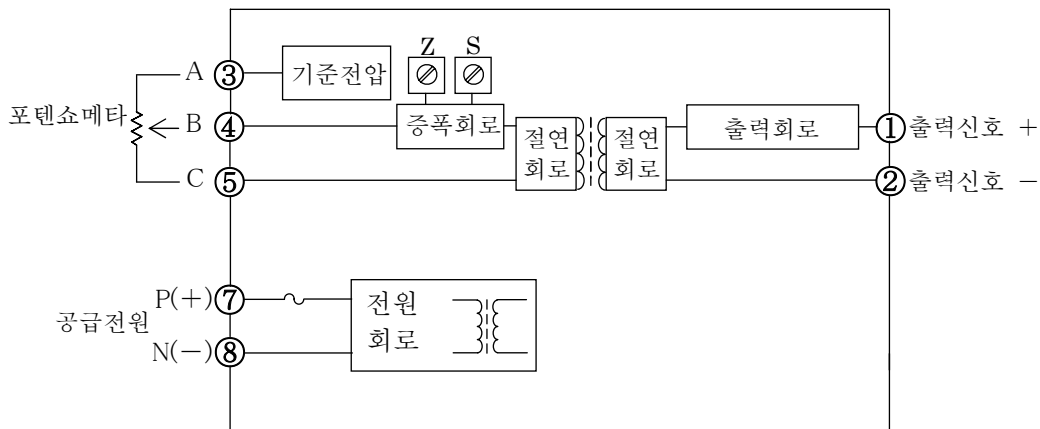 Z S
A ③ 기준전압
포텐쇼메타 B ④ 증폭회로 절연 절연 출력회로 ① 출력신호 +
회로 회로
C ⑤ ② 출력신호 −
P(+) ⑦ 전원
공급전원 회로
N(−) ⑧